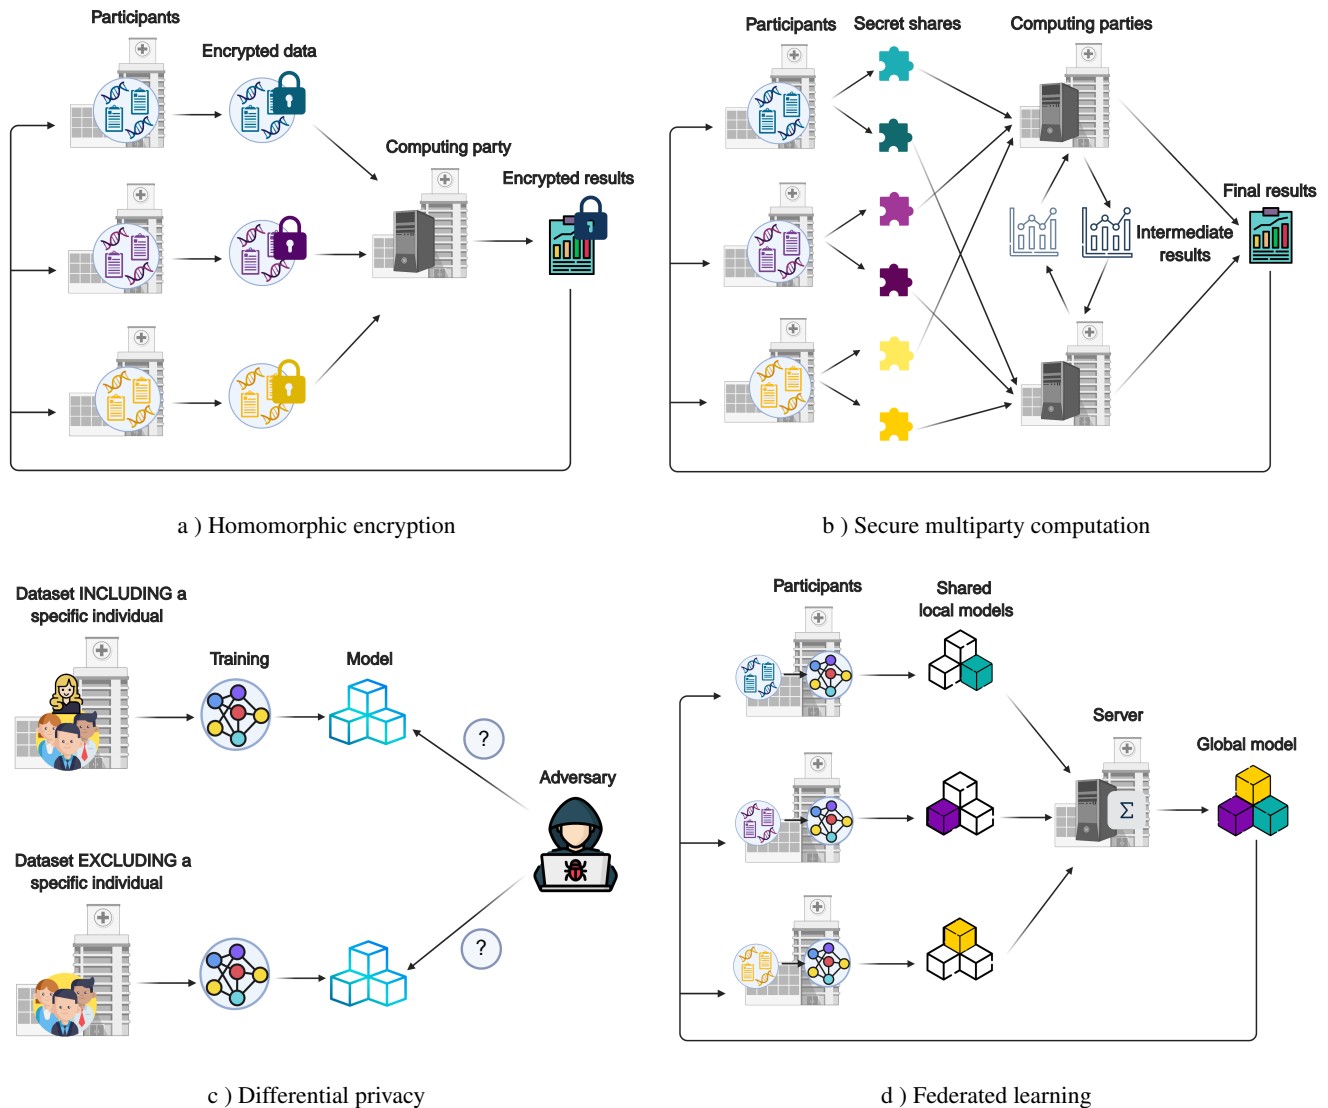 Participants
Encrypted data
Computing party
Encrypted results
a ) Homomorphic encryption
Participants
Secret shares
Computing parties
Final results
Intermediate
results
b ) Secure multiparty computation
Dataset INCLUDING a
specific individual
Training
Model
?
Adversary
Dataset EXCLUDING a
specific individual
?
c ) Differential privacy
Participants
Shared
local models
Server
Σ
Global model
d ) Federated learning